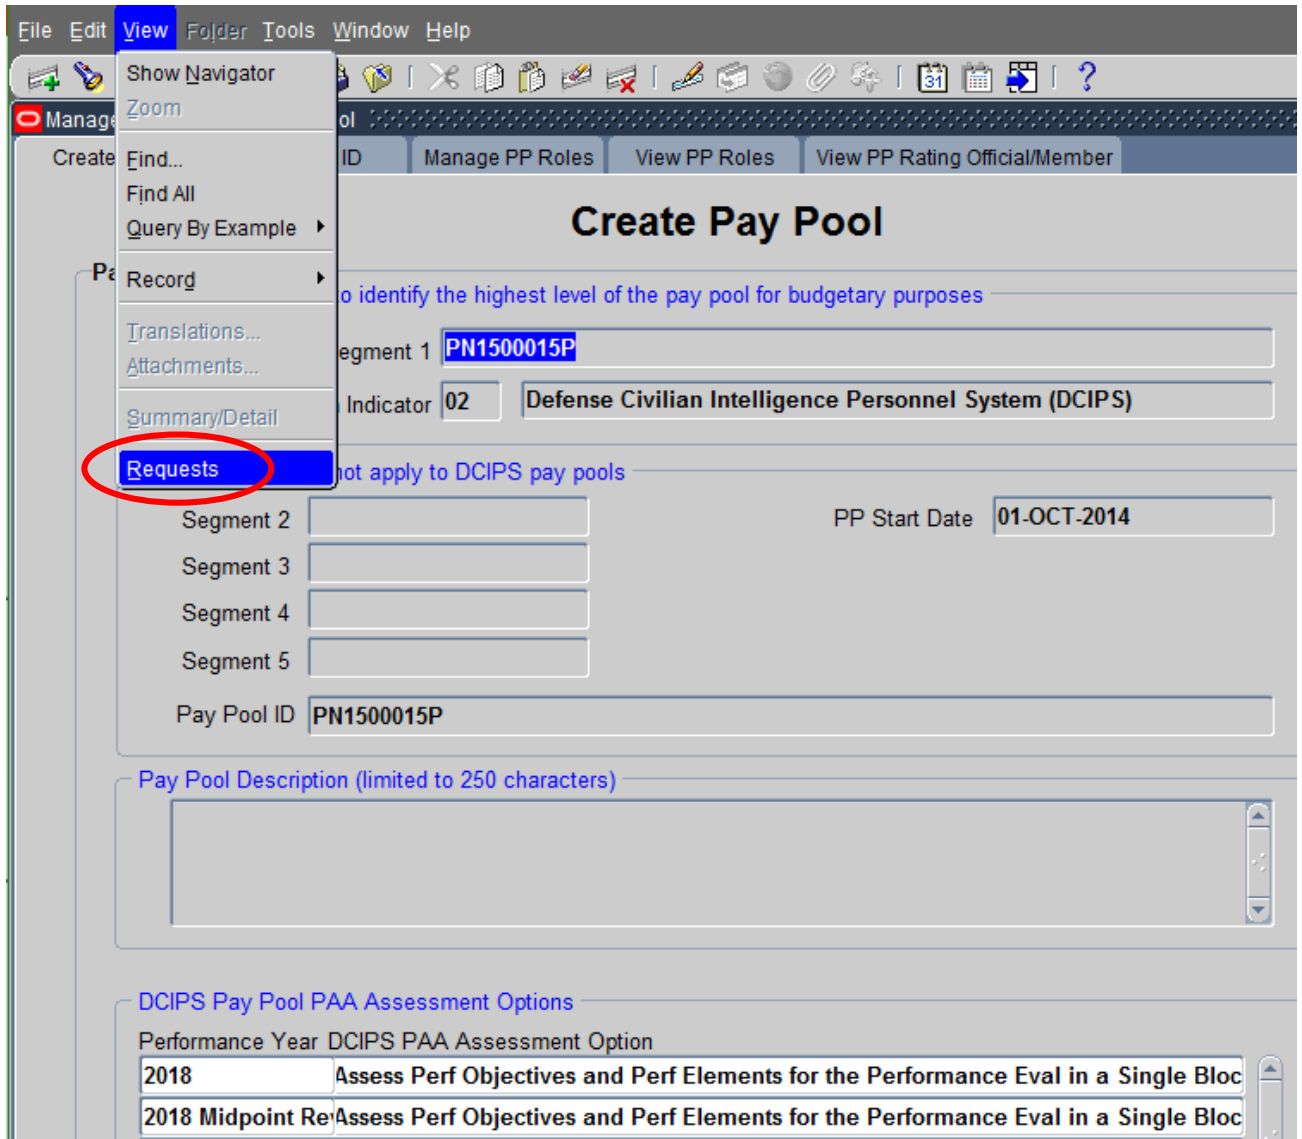 File Edit View Folder Tools Window Help
Show Navigator
Zoom
Find...
Find All
Query By Example
Record
Translations...
Attachments...
Summary/Detail
Requests
31
?
Manage ol
Create ID Manage PP Roles View PP Roles View PP Rating Official/Member
Create Pay Pool
Pa
to identify the highest level of the pay pool for budgetary purposes
egment 1 PN1500015P
Indicator 02 Defense Civilian Intelligence Personnel System (DCIPS)
not apply to DCIPS pay pools
Segment 2 PP Start Date 01-OCT-2014
Segment 3
Segment 4
Segment 5
Pay Pool ID PN1500015P
Pay Pool Description (limited to 250 characters)
DCIPS Pay Pool PAA Assessment Options
Performance Year DCIPS PAA Assessment Option
2018 Assess Perf Objectives and Perf Elements for the Performance Eval in a Single Bloc
2018 Midpoint Rev Assess Perf Objectives and Perf Elements for the Performance Eval in a Single Bloc